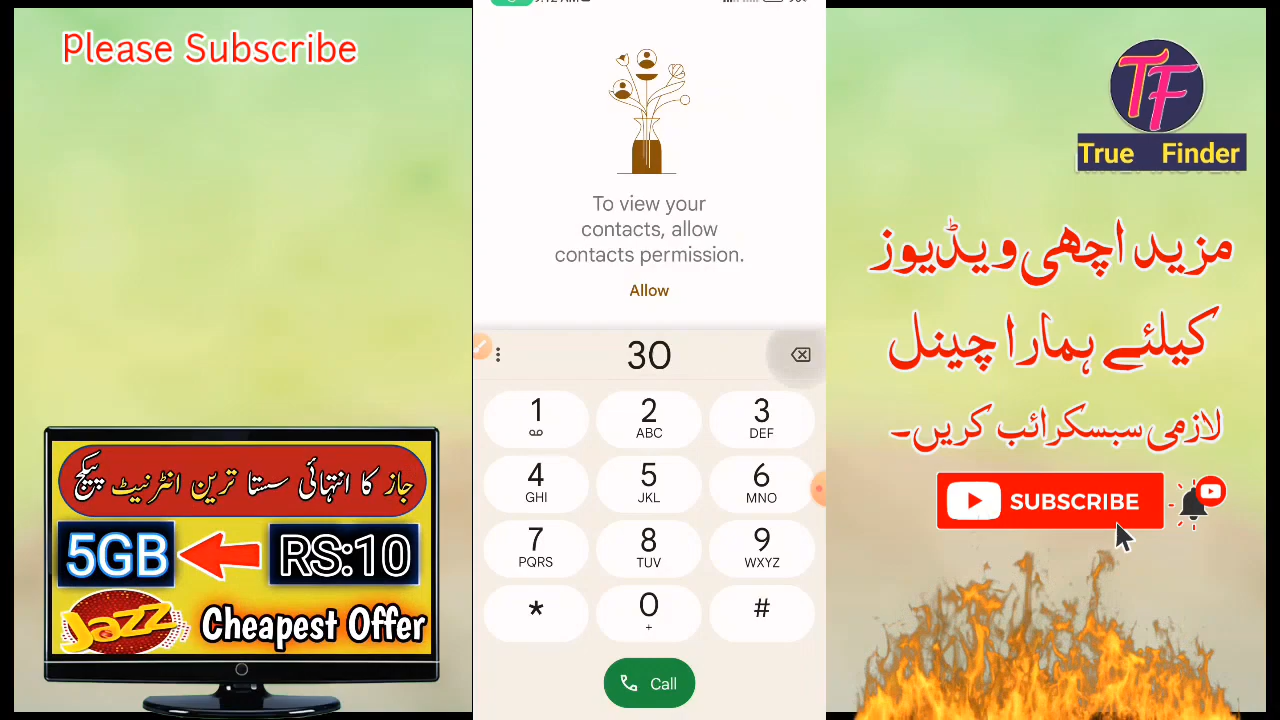 Please Subscribe
TF
True Finder
To view your
contacts, allow
contacts permission.
Allow
30
1
2
ABC
3
DEF
4
GHI
5
JKL
6
MNO
7
PQRS
8
TUV
9
WXYZ
*
0
+
#
Call
جاز کا انتہائی سستا ترین انٹرنیٹ پیکج
5GB
RS:10
Jazz
Cheapest Offer
مزید اچھی ویڈیوز
کیلئے ہمارا چینل
لازمی سبسکرائب کریں۔
SUBSCRIBE